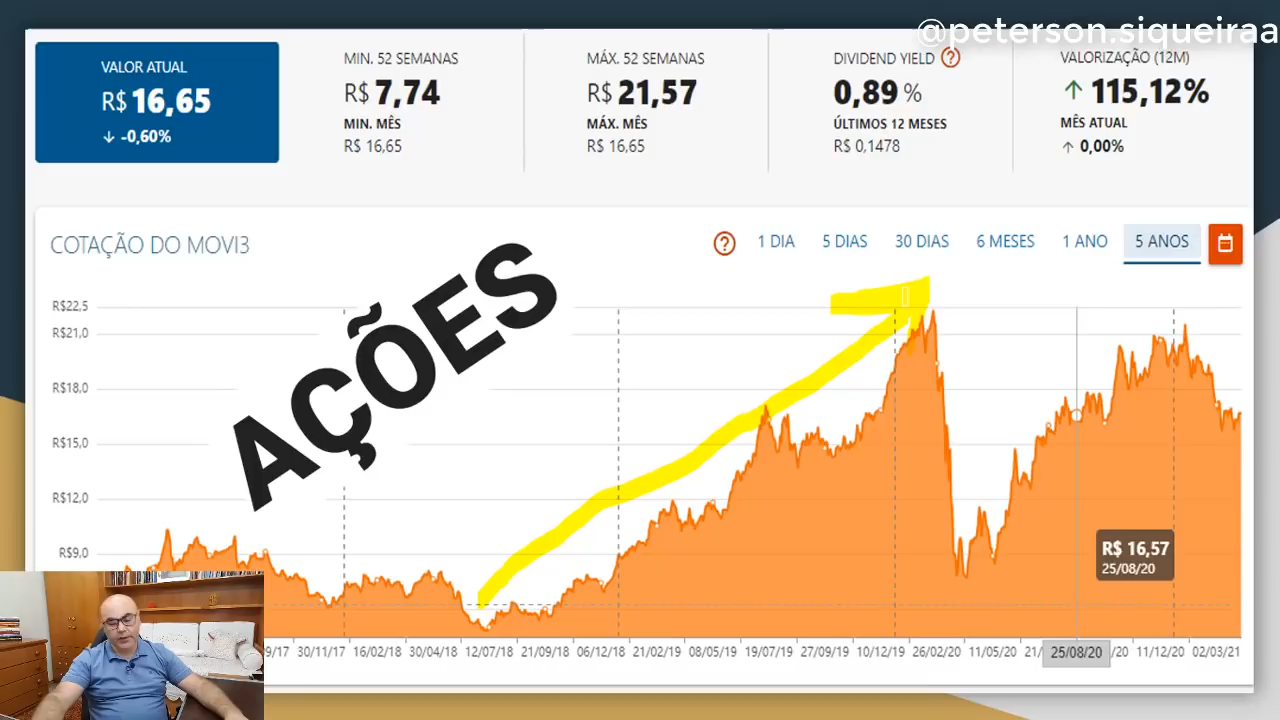 @peterson.siqueiraa
VALOR ATUAL
R$ 16,65
-0,60%
MIN. 52 SEMANAS
R$ 7,74
MIN. MÊS
R$ 16,65
MÁX. 52 SEMANAS
R$ 21,57
MÁX. MÊS
R$ 16,65
DIVIDEND YIELD ?
0,89 %
ÚLTIMOS 12 MESES
R$ 0,1478
VALORIZAÇÃO (12M)
↑ 115,12%
MÊS ATUAL
↑ 0,00%
COTAÇÃO DO MOVI3
? 1 DIA 5 DIAS 30 DIAS 6 MESES 1 ANO 5 ANOS
AÇÕES
R$22,5
R$21,0
R$18,0
R$15,0
R$12,0
R$9,0
R$ 16,57
25/08/20
9/17 30/11/17 16/02/18 30/04/18 12/07/18 21/09/18 06/12/18 21/02/19 08/05/19 19/07/19 27/09/19 10/12/19 26/02/20 11/05/20 21/ 25/08/20 /20 11/12/20 02/03/21